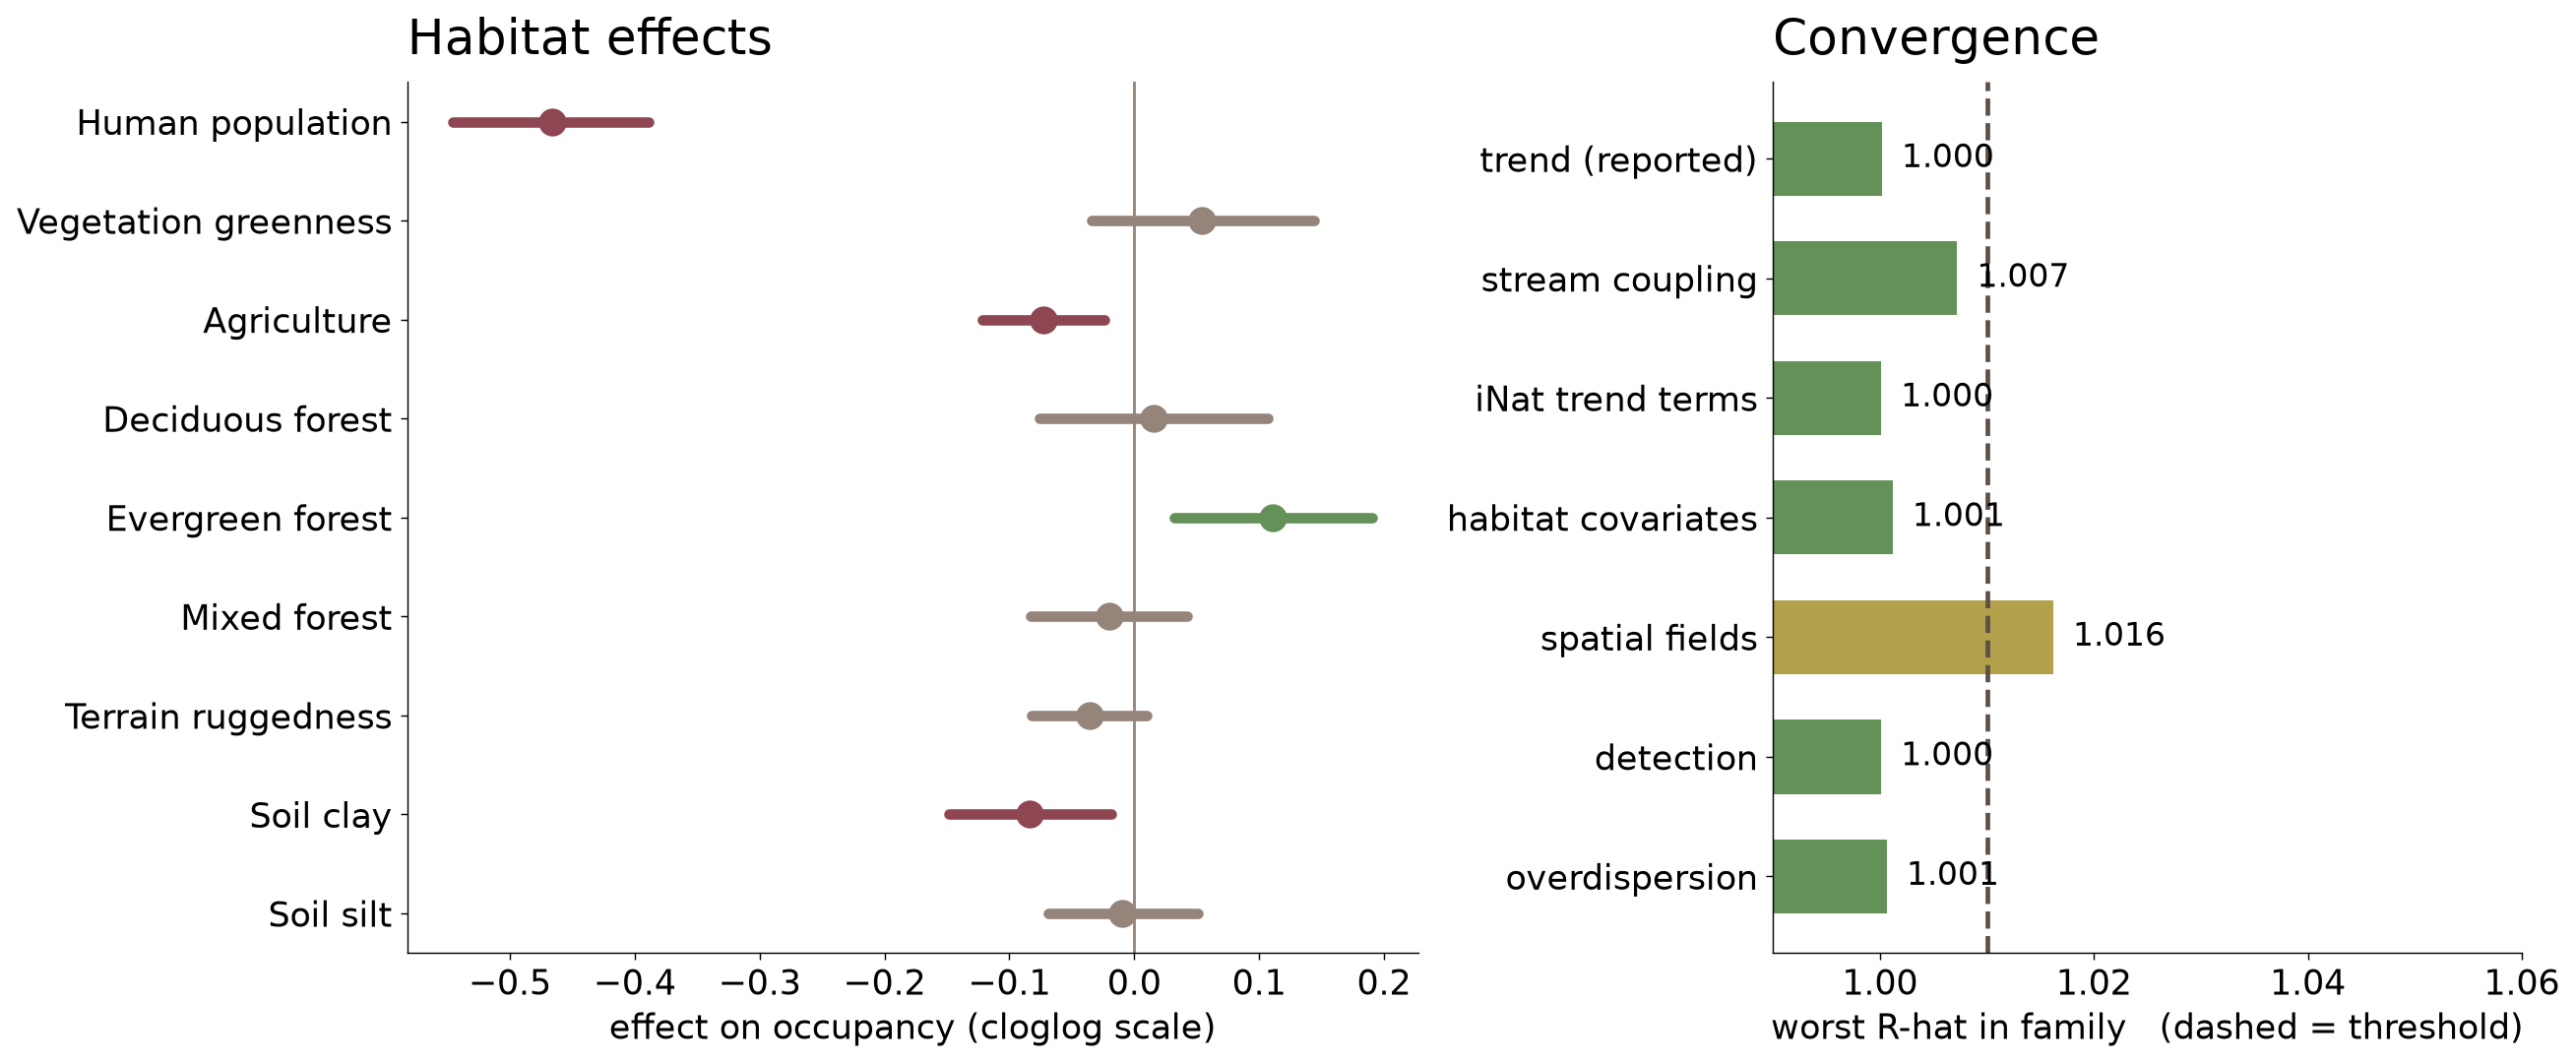 Habitat effects
Human population
Vegetation greenness
Agriculture
Deciduous forest
Evergreen forest
Mixed forest
Terrain ruggedness
Soil clay
Soil silt
−0.5 −0.4 −0.3 −0.2 −0.1 0.0 0.1 0.2
effect on occupancy (cloglog scale)
Convergence
trend (reported) 1.000
stream coupling 1.007
iNat trend terms 1.000
habitat covariates 1.001
spatial fields 1.016
detection 1.000
overdispersion 1.001
1.00 1.02 1.04 1.06
worst R-hat in family (dashed = threshold)